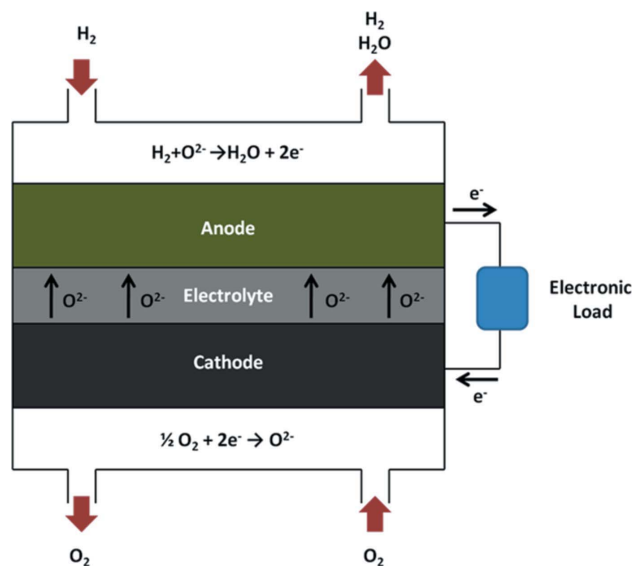 H₂
H₂
H₂O
H₂+O²⁻ →H₂O + 2e⁻
e⁻
Anode
O²⁻
O²⁻
Electrolyte
O²⁻
O²⁻
Electronic
Load
Cathode
e⁻
½ O₂ + 2e⁻→ O²⁻
O₂
O₂